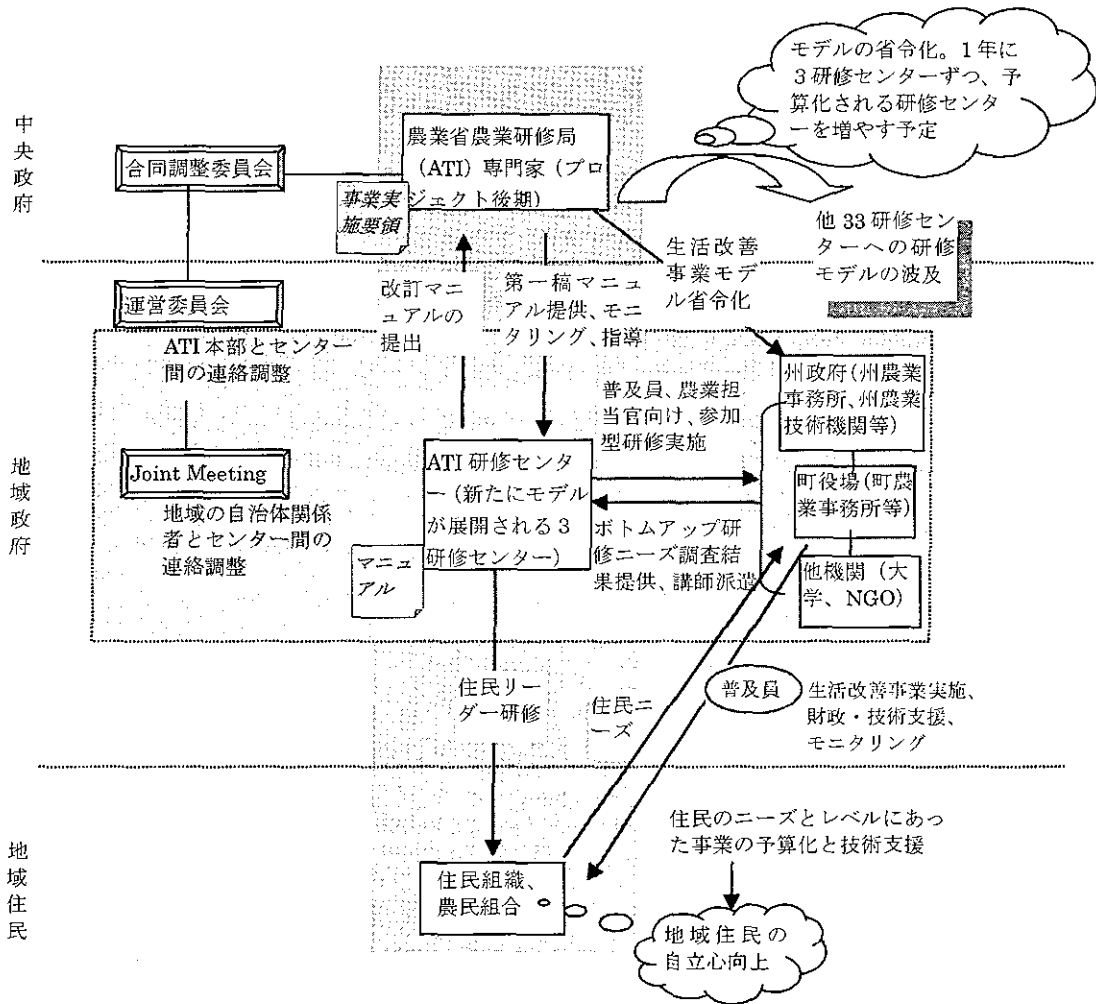 モデルの省令化。1年に
3研修センターずつ、予
算化される研修センタ
ーを増やす予定
中央政府
合同調整委員会
農業省農業研修局
（ATI）専門家（プロ
ジェクト後期）
事業実
施要領
他33研修セン
ターへの研修
モデルの波及
生活改善
事業モデ
ル省令化
運営委員会
改訂マニ
ュアルの
提出
第一稿マニュ
アル提供、モニ
タリング、指導
ATI本部とセンター
間の連絡調整
州政府（州農業
事務所、州農業
技術機関等）
普及員、農業担
当官向け、参加
型研修実施
地域政府
Joint Meeting
ATI研修センタ
ー（新たにモデル
が展開される3
研修センター）
町役場（町農
業事務所等）
地域の自治体関係
者とセンター間の
連絡調整
マニュ
アル
ボトムアップ研
修ニーズ調査結
果提供、講師派遣
他機関（大
学、NGO）
住民リー
ダー研修
住民ニ
ーズ
普及員
生活改善事業実施、
財政・技術支援、
モニタリング
地域住民
住民のニーズとレベルにあっ
た事業の予算化と技術支援
住民組織、
農民組合
地域住民の
自立心向上